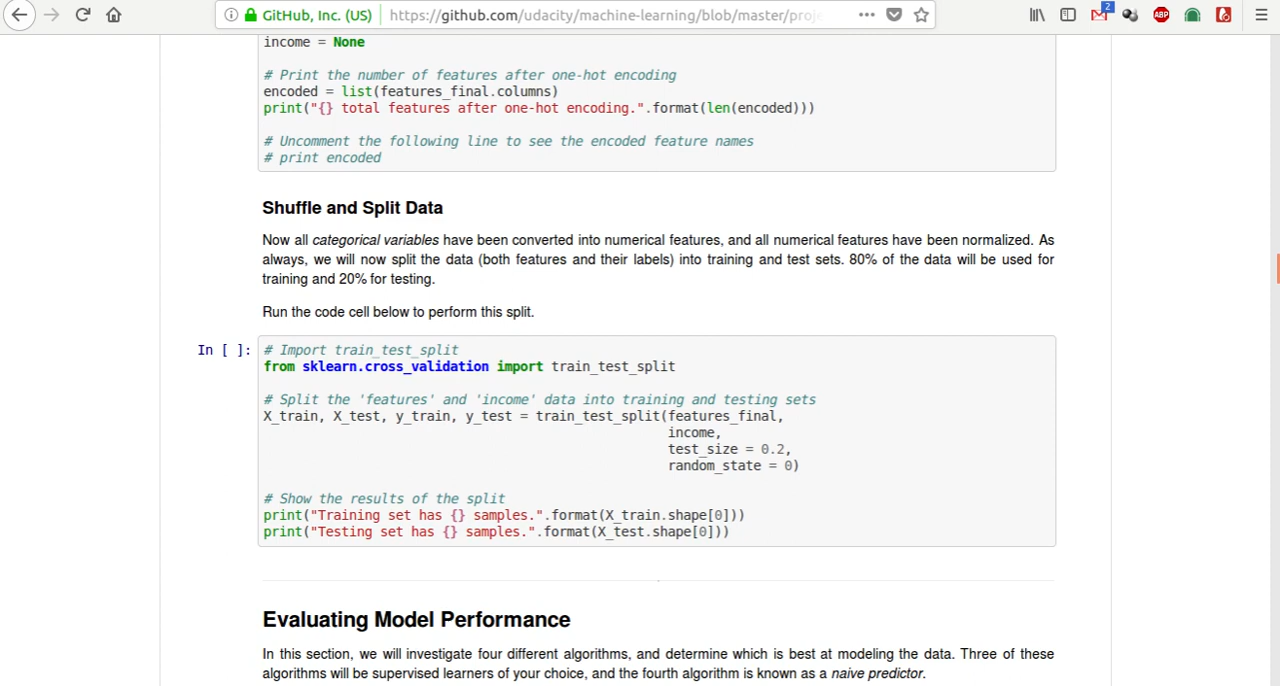 GitHub, Inc. (US) https://github.com/udacity/machine-learning/blob/master/proj
2
ABP
income = None
# Print the number of features after one-hot encoding
encoded = list(features_final.columns)
print("{} total features after one-hot encoding.".format(len(encoded)))
# Uncomment the following line to see the encoded feature names
# print encoded
Shuffle and Split Data
Now all categorical variables have been converted into numerical features, and all numerical features have been normalized. As
always, we will now split the data (both features and their labels) into training and test sets. 80% of the data will be used for
training and 20% for testing.
Run the code cell below to perform this split.
In [ ]:
# Import train_test_split
from sklearn.cross_validation import train_test_split
# Split the 'features' and 'income' data into training and testing sets
X_train, X_test, y_train, y_test = train_test_split(features_final,
income,
test_size = 0.2,
random_state = 0)
# Show the results of the split
print("Training set has {} samples.".format(X_train.shape[0]))
print("Testing set has {} samples.".format(X_test.shape[0]))
Evaluating Model Performance
In this section, we will investigate four different algorithms, and determine which is best at modeling the data. Three of these
algorithms will be supervised learners of your choice, and the fourth algorithm is known as a naive predictor.